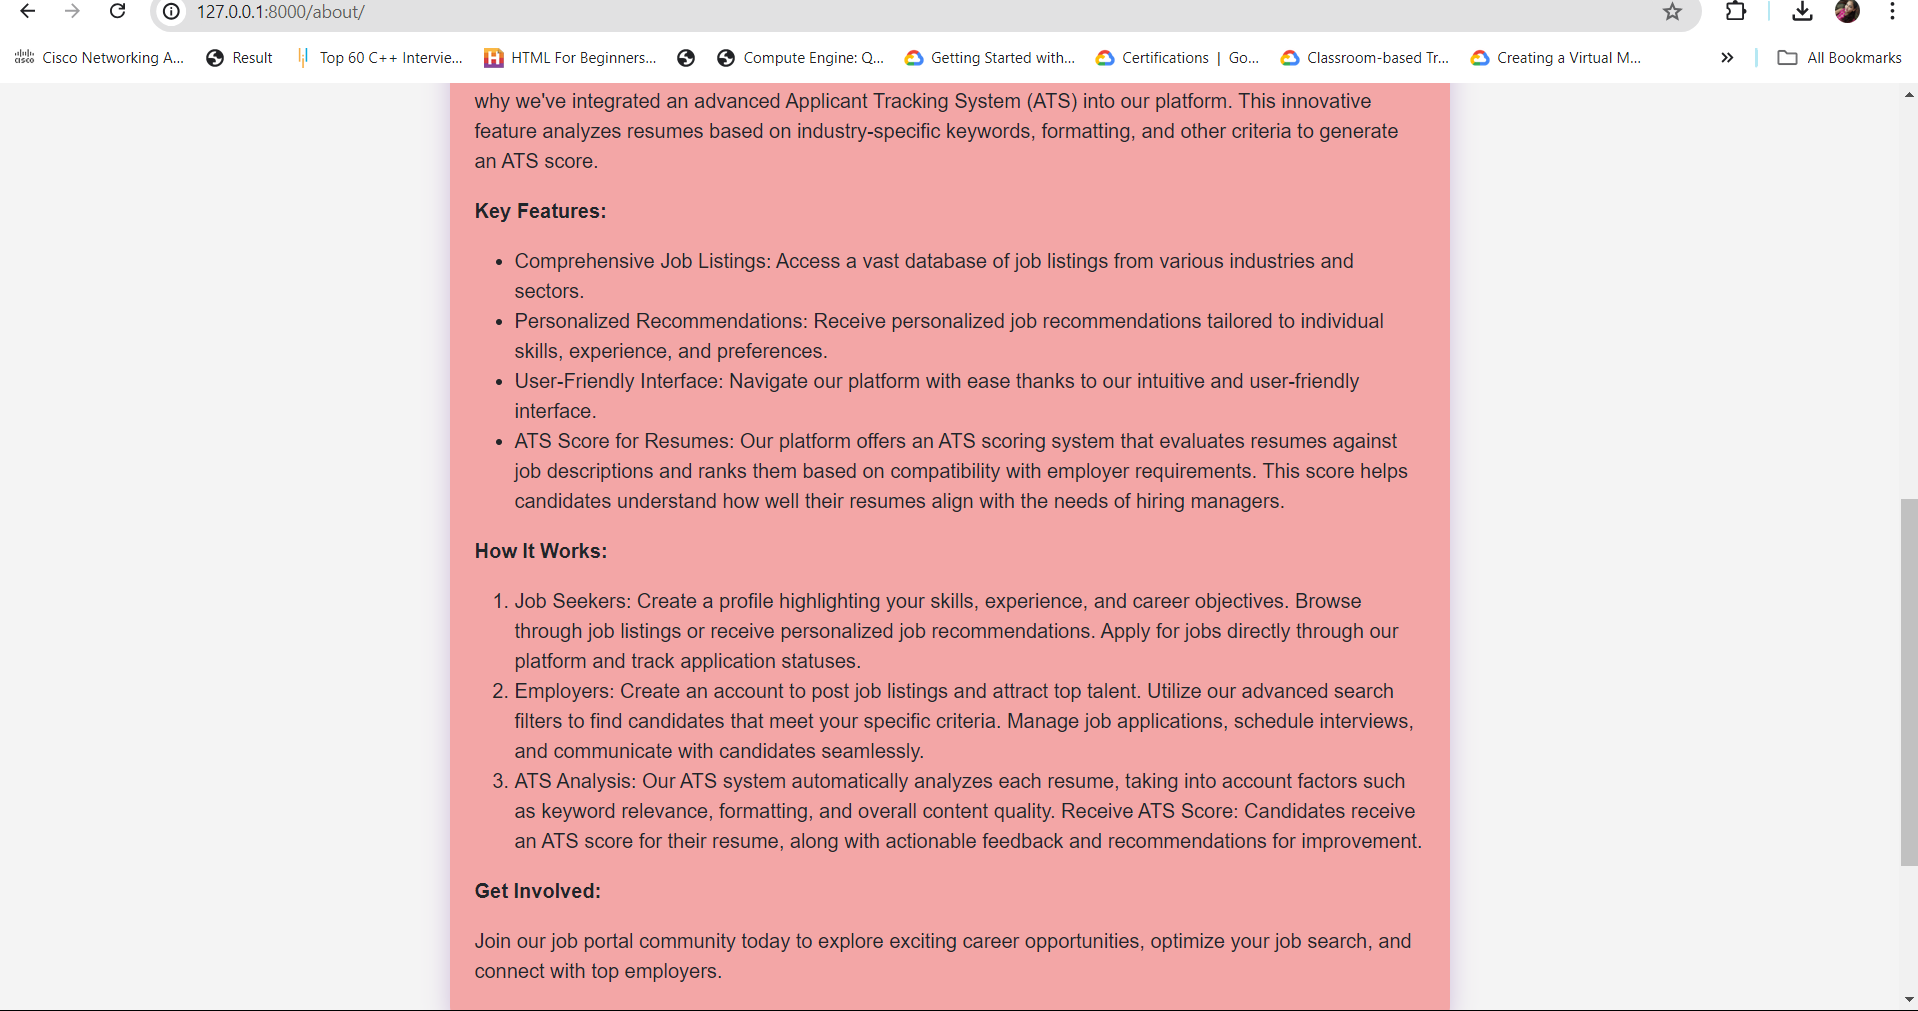 127.0.0.1:8000/about/
cisco Cisco Networking A... Result Top 60 C++ Intervie... HTML For Beginners... Compute Engine: Q... Getting Started with... Certifications | Go... Classroom-based Tr... Creating a Virtual M... » All Bookmarks
why we've integrated an advanced Applicant Tracking System (ATS) into our platform. This innovative
feature analyzes resumes based on industry-specific keywords, formatting, and other criteria to generate
an ATS score.
Key Features:
• Comprehensive Job Listings: Access a vast database of job listings from various industries and
sectors.
• Personalized Recommendations: Receive personalized job recommendations tailored to individual
skills, experience, and preferences.
• User-Friendly Interface: Navigate our platform with ease thanks to our intuitive and user-friendly
interface.
• ATS Score for Resumes: Our platform offers an ATS scoring system that evaluates resumes against
job descriptions and ranks them based on compatibility with employer requirements. This score helps
candidates understand how well their resumes align with the needs of hiring managers.
How It Works:
1. Job Seekers: Create a profile highlighting your skills, experience, and career objectives. Browse
through job listings or receive personalized job recommendations. Apply for jobs directly through our
platform and track application statuses.
2. Employers: Create an account to post job listings and attract top talent. Utilize our advanced search
filters to find candidates that meet your specific criteria. Manage job applications, schedule interviews,
and communicate with candidates seamlessly.
3. ATS Analysis: Our ATS system automatically analyzes each resume, taking into account factors such
as keyword relevance, formatting, and overall content quality. Receive ATS Score: Candidates receive
an ATS score for their resume, along with actionable feedback and recommendations for improvement.
Get Involved:
Join our job portal community today to explore exciting career opportunities, optimize your job search, and
connect with top employers.